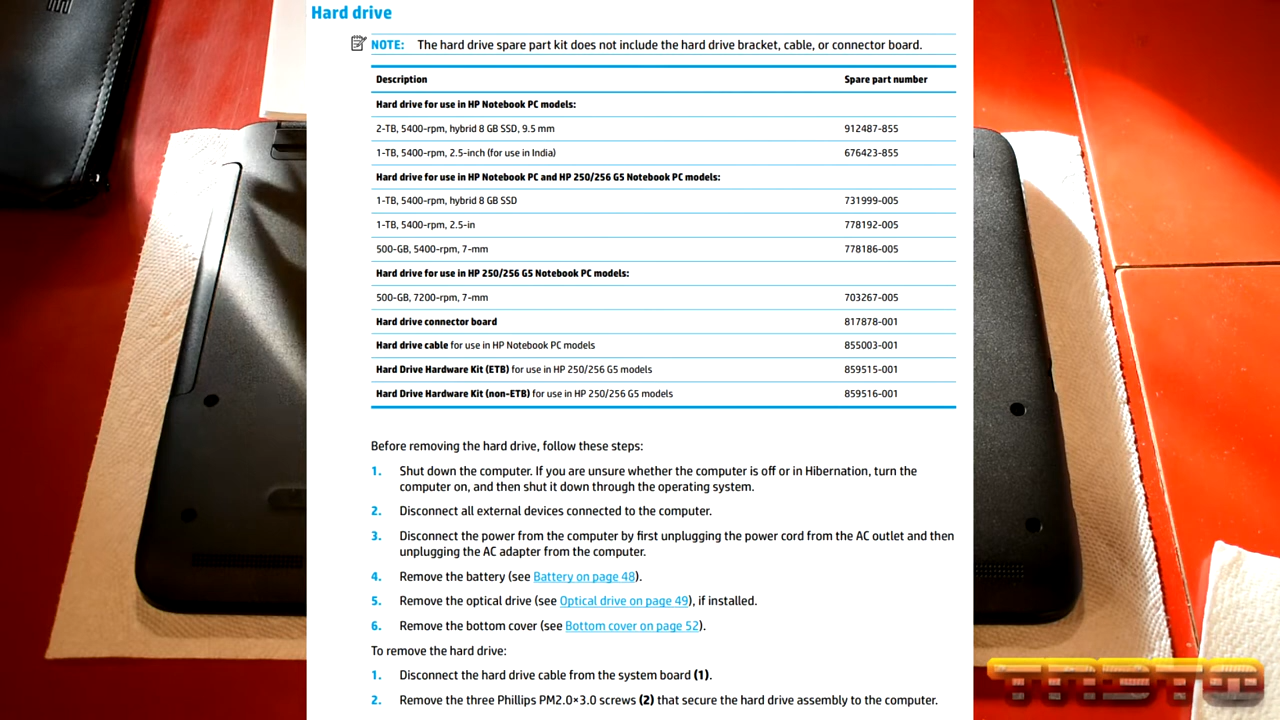 Hard drive
NOTE: The hard drive spare part kit does not include the hard drive bracket, cable, or connector board.
Description Spare part number
Hard drive for use in HP Notebook PC models:
2-TB, 5400-rpm, hybrid 8 GB SSD, 9.5 mm 912487-855
1-TB, 5400-rpm, 2.5-inch (for use in India) 676423-855
Hard drive for use in HP Notebook PC and HP 250/256 G5 Notebook PC models:
1-TB, 5400-rpm, hybrid 8 GB SSD 731999-005
1-TB, 5400-rpm, 2.5-in 778192-005
500-GB, 5400-rpm, 7-mm 778186-005
Hard drive for use in HP 250/256 G5 Notebook PC models:
500-GB, 7200-rpm, 7-mm 703267-005
Hard drive connector board 817878-001
Hard drive cable for use in HP Notebook PC models 855003-001
Hard Drive Hardware Kit (ETB) for use in HP 250/256 G5 models 859515-001
Hard Drive Hardware Kit (non-ETB) for use in HP 250/256 G5 models 859516-001
Before removing the hard drive, follow these steps:
1. Shut down the computer. If you are unsure whether the computer is off or in Hibernation, turn the
computer on, and then shut it down through the operating system.
2. Disconnect all external devices connected to the computer.
3. Disconnect the power from the computer by first unplugging the power cord from the AC outlet and then
unplugging the AC adapter from the computer.
4. Remove the battery (see Battery on page 48).
5. Remove the optical drive (see Optical drive on page 49), if installed.
6. Remove the bottom cover (see Bottom cover on page 52).
To remove the hard drive:
1. Disconnect the hard drive cable from the system board (1).
2. Remove the three Phillips PM2.0×3.0 screws (2) that secure the hard drive assembly to the computer.